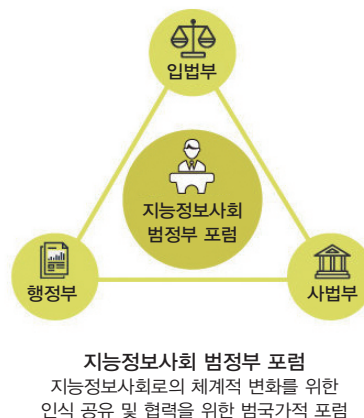 입법부
지능정보사회
범정부 포럼
행정부
사법부
지능정보사회 범정부 포럼
지능정보사회로의 체계적 변화를 위한
인식 공유 및 협력을 위한 범국가적 포럼